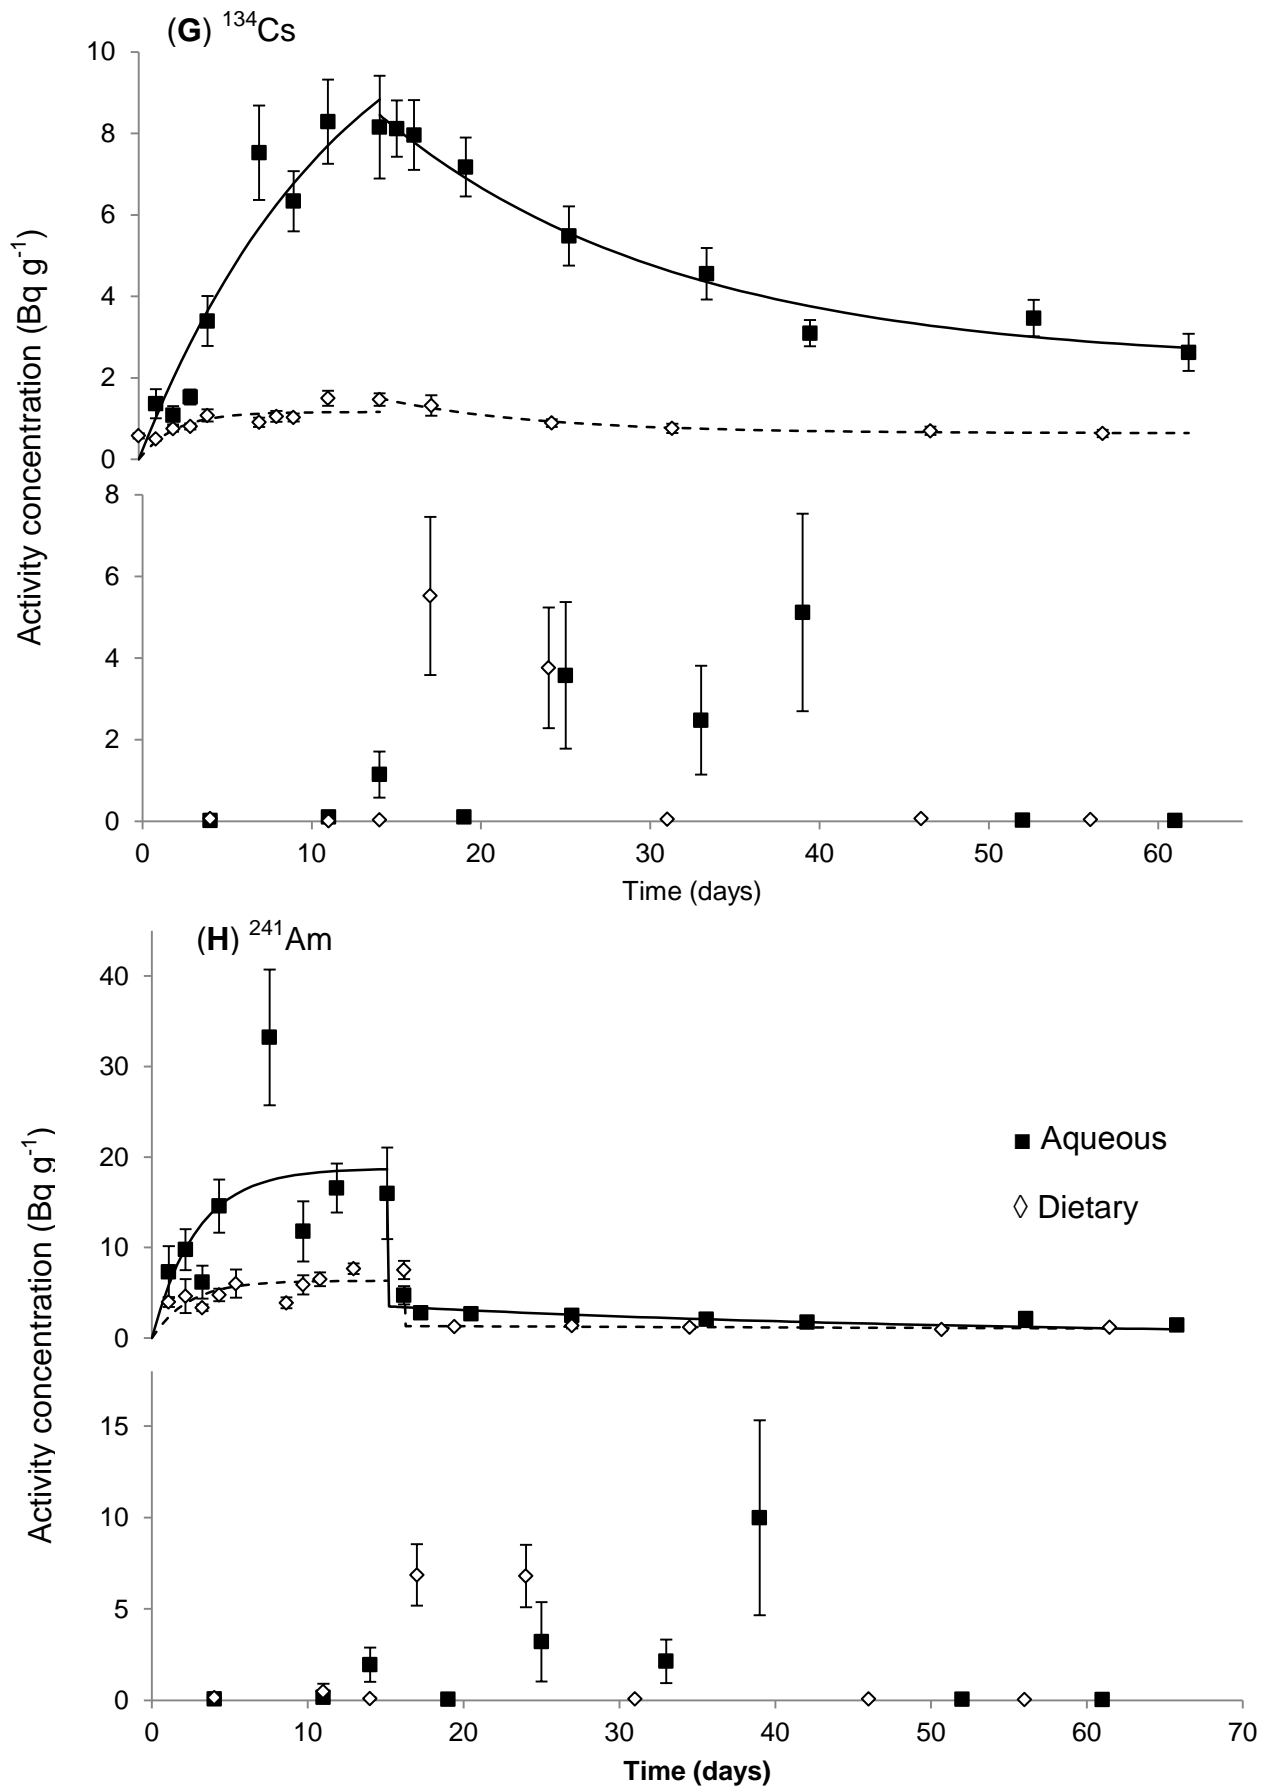 (G) ¹³⁴Cs
10
8
6
4
2
0
Activity concentration (Bq g⁻¹)
8
6
4
2
0
0 10 20 30 40 50 60
Time (days)
(H) ²⁴¹Am
40
30
20
10
0
Aqueous
Dietary
Activity concentration (Bq g⁻¹)
15
10
5
0
0 10 20 30 40 50 60 70
Time (days)